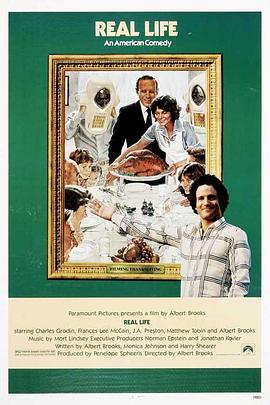 REAL LIFE
An American Comedy
FILMING THANKSGIVING
Paramount Pictures presents a film by Albert Brooks
REAL LIFE
starring Charles Grodin, Frances Lee McCain, J.A. Preston, Matthew Tobin and Albert Brooks
Music by Mort Lindsey Executive Producers Norman Epstein and Jonathan Kovler
Written by Albert Brooks, Monica Johnson and Harry Shearer
Produced by Penelope Spheeris Directed by Albert Brooks